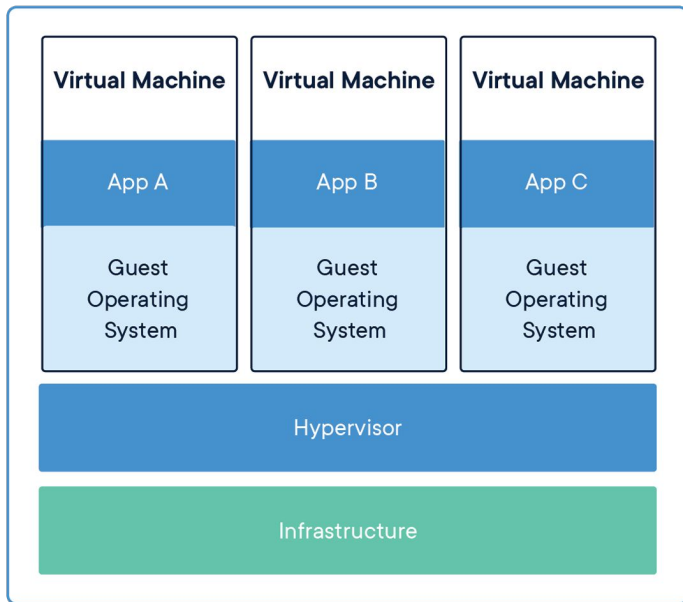 Virtual Machine
Virtual Machine
Virtual Machine
App A
App B
App C
Guest
Operating
System
Guest
Operating
System
Guest
Operating
System
Hypervisor
Infrastructure